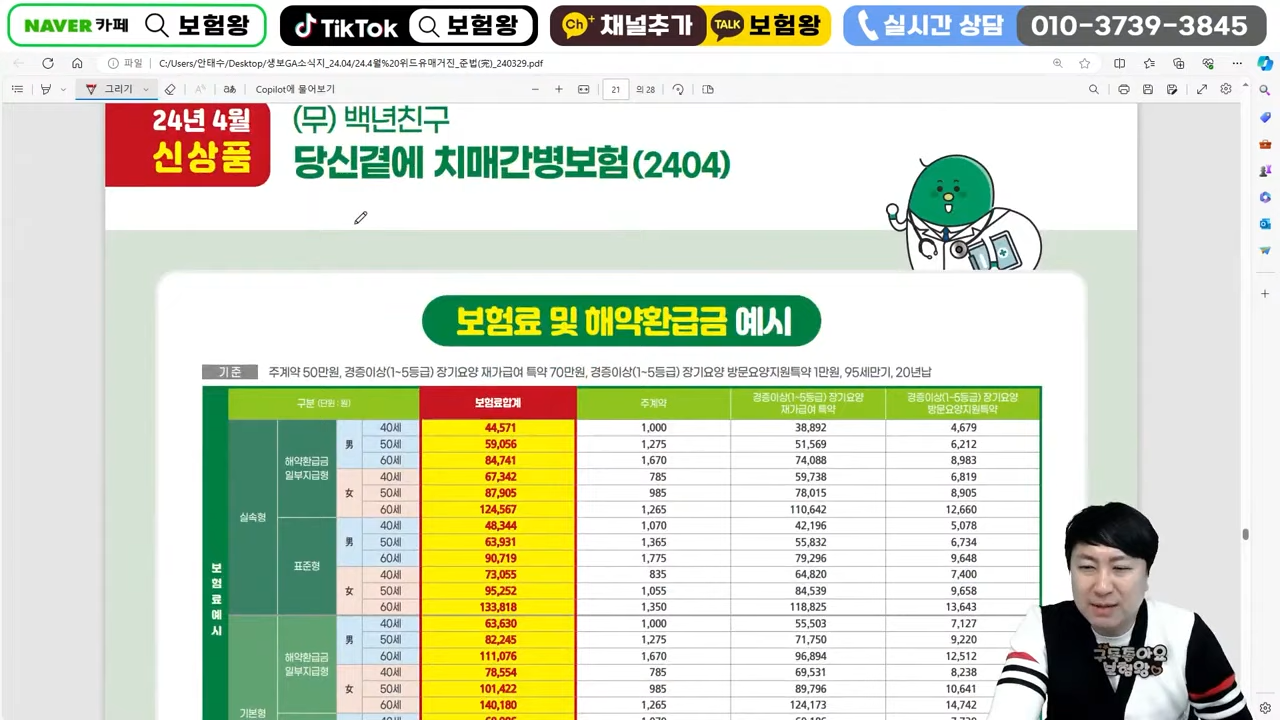 NAVER 카페 보험왕
TikTok 보험왕
Ch+ 채널추가 TALK 보험왕
실시간 상담 010-3739-3845
파일 C:/Users/안태수/Desktop/생보GA소식지_24.04/24.4월%20위드유매거진_준법(完)_240329.pdf
그리기 Copilot에 물어보기 21 의 28
24년 4월
신상품
(무) 백년친구
당신곁에 치매간병보험(2404)
보험료 및 해약환급금 예시
기 준 주계약 50만원, 경증이상(1~5등급) 장기요양 재가급여 특약 70만원, 경증이상(1~5등급) 장기요양 방문요양지원특약 1만원, 95세만기, 20년납
구분 (단위 : 원) 보험료합계 주계약 경증이상(1~5등급) 장기요양 재가급여 특약 경증이상(1~5등급) 장기요양 방문요양지원특약
보험료예시
실속형 해약환급금 일부지급형 男 40세 44,571 1,000 38,892 4,679
50세 59,056 1,275 51,569 6,212
60세 84,741 1,670 74,088 8,983
女 40세 67,342 785 59,738 6,819
50세 87,905 985 78,015 8,905
60세 124,567 1,265 110,642 12,660
표준형 男 40세 48,344 1,070 42,196 5,078
50세 63,931 1,365 55,832 6,734
60세 90,719 1,775 79,296 9,648
女 40세 73,055 835 64,820 7,400
50세 95,252 1,055 84,539 9,658
60세 133,818 1,350 118,825 13,643
기본형 해약환급금 일부지급형 男 40세 63,630 1,000 55,503 7,127
50세 82,245 1,275 71,750 9,220
60세 111,076 1,670 96,894 12,512
女 40세 78,554 785 69,531 8,238
50세 101,422 985 89,796 10,641
60세 140,180 1,265 124,173 14,742
구독좋아요
보험왕